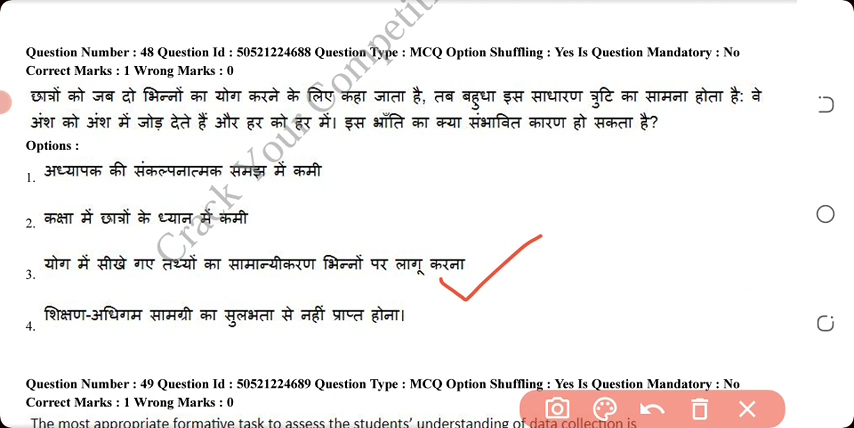 Question Number : 48 Question Id : 50521224688 Question Type : MCQ Option Shuffling : Yes Is Question Mandatory : No
Correct Marks : 1 Wrong Marks : 0
छात्रों को जब दो भिन्नों का योग करने के लिए कहा जाता है, तब बहुधा इस साधारण त्रुटि का सामना होता है: वे
अंश को अंश में जोड़ देते हैं और हर को हर में। इस भ्राँति का क्या संभावित कारण हो सकता है?
Options :
1. अध्यापक की संकल्पनात्मक समझ में कमी
2. कक्षा में छात्रों के ध्यान में कमी
3. योग में सीखे गए तथ्यों का सामान्यीकरण भिन्नों पर लागू करना
4. शिक्षण-अधिगम सामग्री का सुलभता से नहीं प्राप्त होना।
Question Number : 49 Question Id : 50521224689 Question Type : MCQ Option Shuffling : Yes Is Question Mandatory : No
Correct Marks : 1 Wrong Marks : 0
The most appropriate formative task to assess the students' understanding of data collection is
Crack Your Competiti